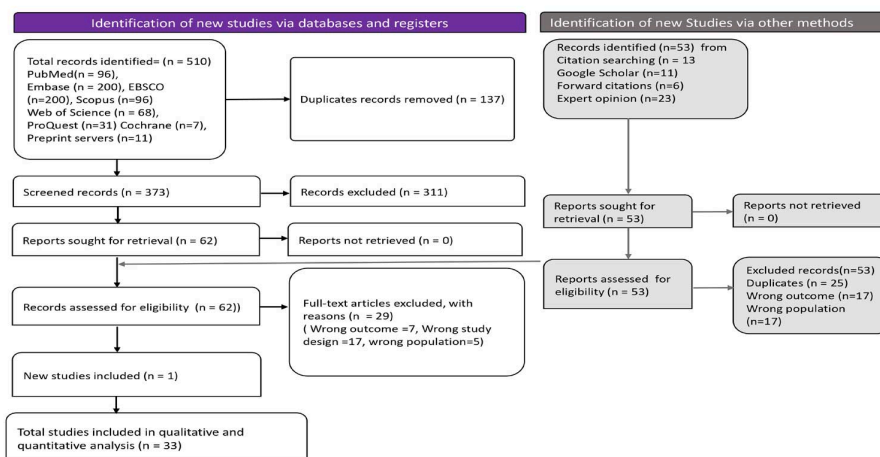 Identification of new studies via databases and registers
Identification of new Studies via other methods
Total records identified= (n = 510)
PubMed(n = 96),
Embase (n = 200), EBSCO
(n=200), Scopus (n=96)
Web of Science (n = 68),
ProQuest (n=31) Cochrane (n=7),
Preprint servers (n=11)
Duplicates records removed (n = 137)
Records identified (n=53) from
Citation searching (n = 13
Google Scholar (n=11)
Forward citations (n=6)
Expert opinion (n=23)
Screened records (n = 373)
Records excluded (n = 311)
Reports sought for retrieval (n = 62)
Reports not retrieved (n = 0)
Reports sought for
retrieval (n = 53)
Reports not retrieved
(n = 0)
Records assessed for eligibility (n = 62))
Full-text articles excluded, with
reasons (n = 29)
( Wrong outcome =7, Wrong study
design =17, wrong population=5)
Reports assessed for
eligibility (n = 53)
Excluded records(n=53)
Duplicates (n = 25)
Wrong outcome (n=17)
Wrong population
(n=17)
New studies included (n = 1)
Total studies included in qualitative and
quantitative analysis (n = 33)